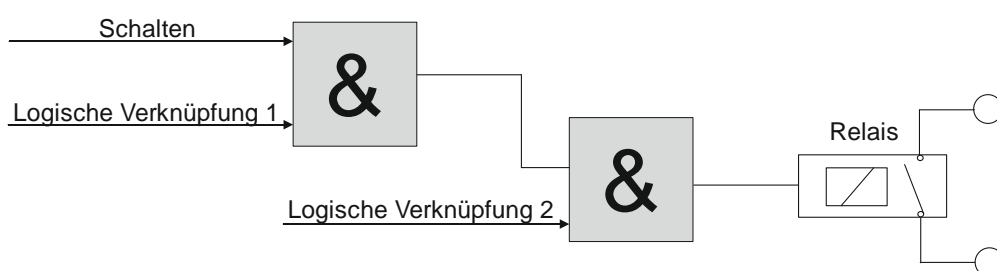 Schalten
&
Logische Verknüpfung 1
Relais
&
Logische Verknüpfung 2